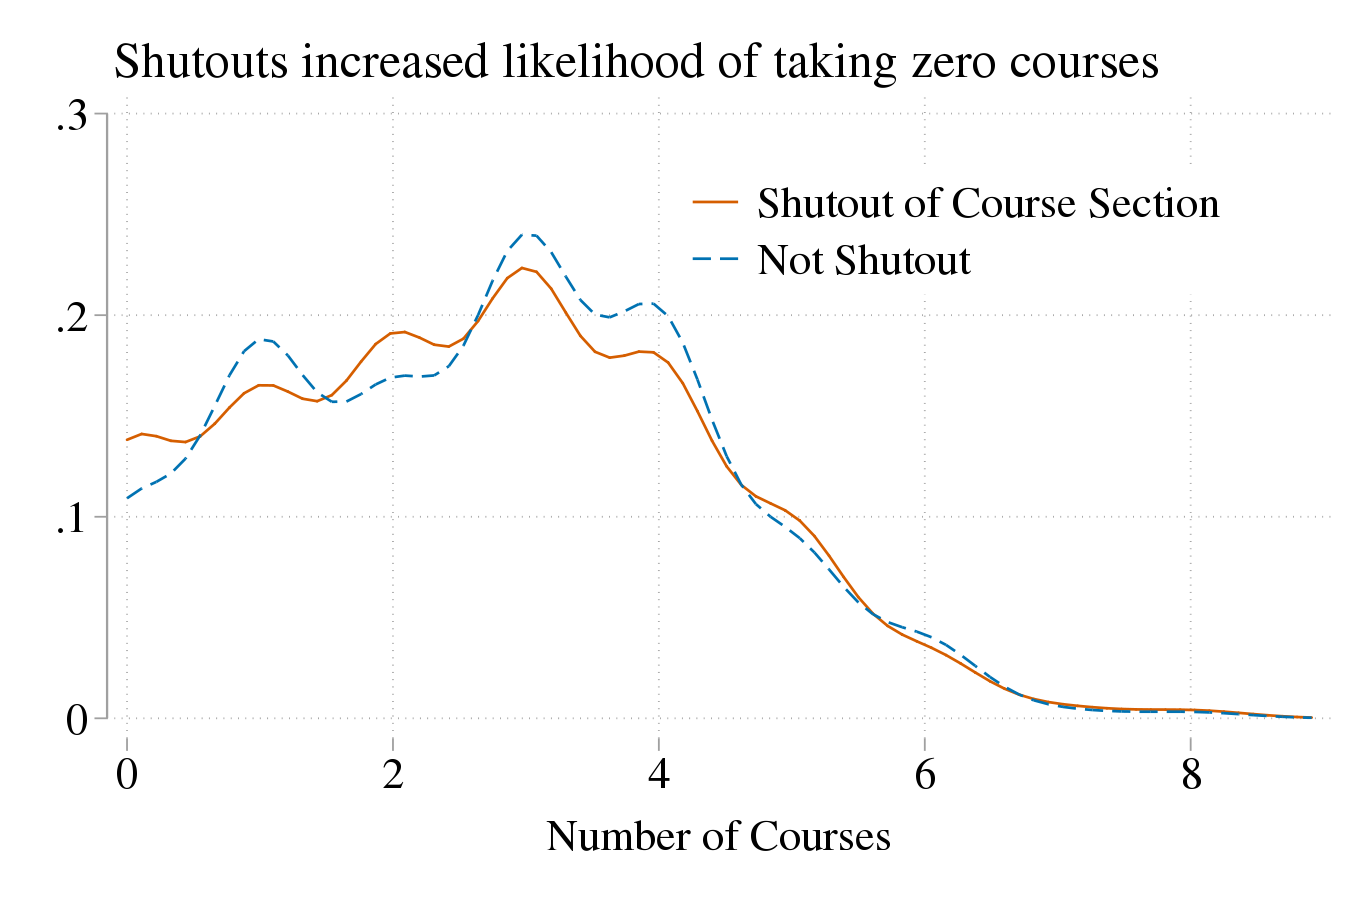 Shutouts increased likelihood of taking zero courses
.3
.2
.1
0
Shutout of Course Section
Not Shutout
0 2 4 6 8
Number of Courses